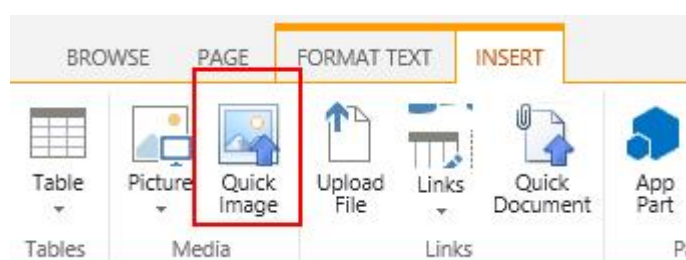 BROWSE PAGE FORMAT TEXT INSERT
Table Picture Quick Image Upload File Links Quick Document App Part
Tables Media Links P